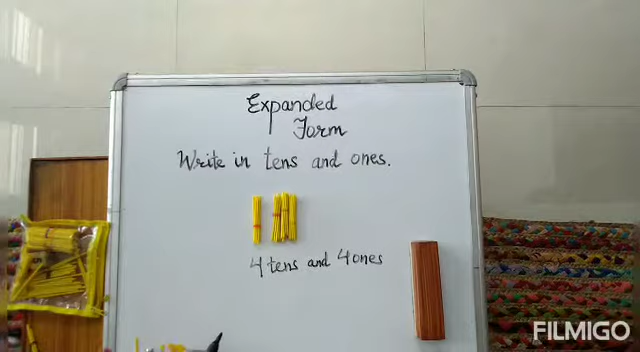 Expanded
Form
Write in tens and ones.
4 tens and 4 ones
FILMIGO